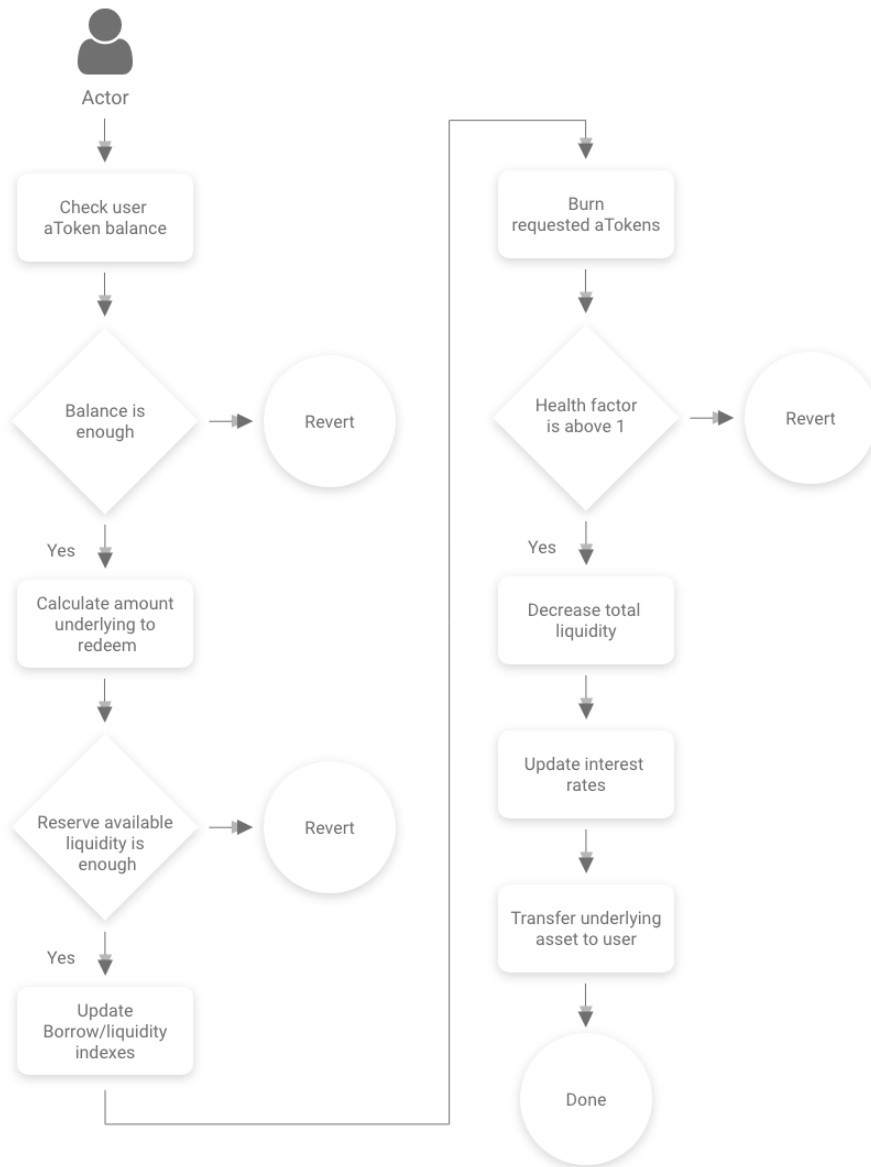 Actor
Check user
aToken balance
Balance is
enough
Revert
Yes
Calculate amount
underlying to
redeem
Reserve available
liquidity is
enough
Revert
Yes
Update
Borrow/liquidity
indexes
Burn
requested aTokens
Health factor
is above 1
Revert
Yes
Decrease total
liquidity
Update interest
rates
Transfer underlying
asset to user
Done